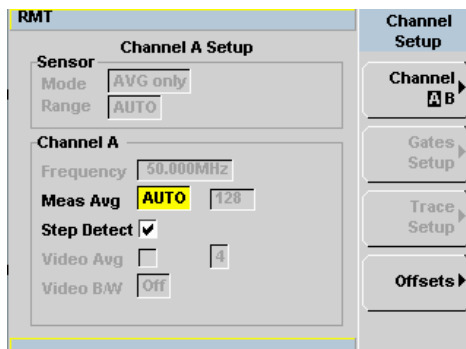 RMT
Channel A Setup
Sensor
Mode AVG only
Range AUTO
Channel A
Frequency 50.000MHz
Meas Avg AUTO 128
Step Detect
Video Avg 4
Video B/W Off
Channel
Setup
Channel
A B
Gates
Setup
Trace
Setup
Offsets